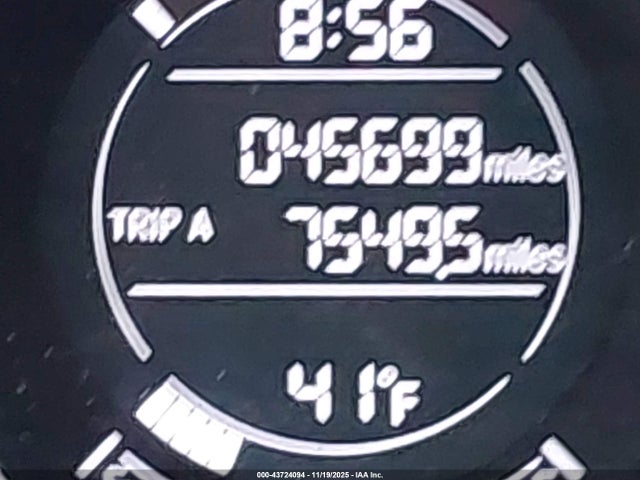 8:56
045699 miles
TRIP A 7549.5 miles
41°F
000-43724094 - 11/19/2025 - IAA Inc.